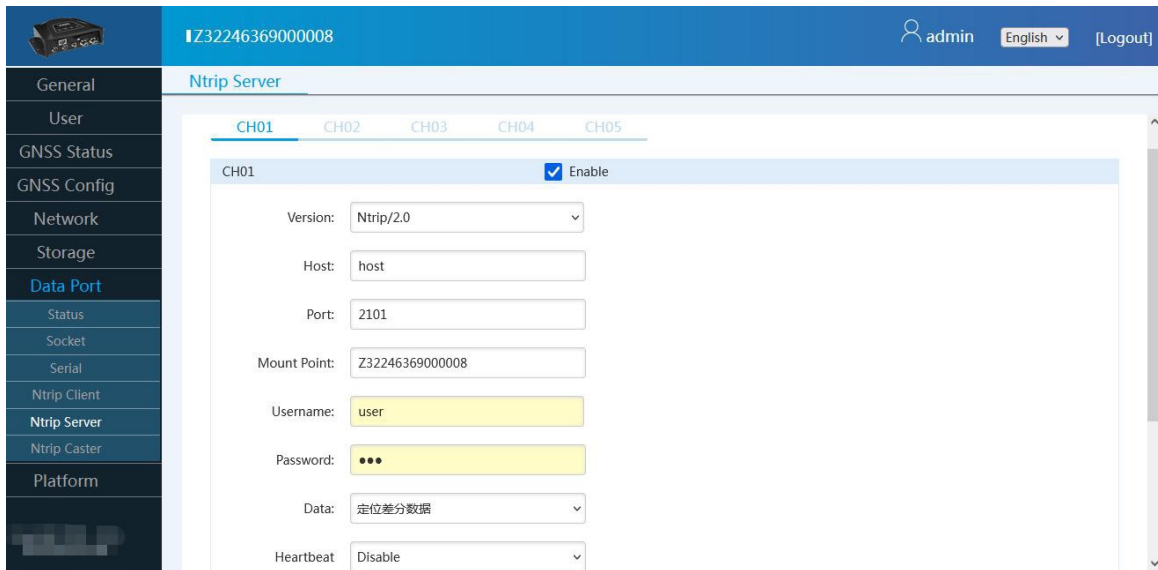 Z32246369000008
admin
English
[Logout]
General
User
GNSS Status
GNSS Config
Network
Storage
Data Port
Status
Socket
Serial
Ntrip Client
Ntrip Server
Ntrip Caster
Platform
Ntrip Server
CH01 CH02 CH03 CH04 CH05
CH01 Enable
Version: Ntrip/2.0
Host: host
Port: 2101
Mount Point: Z32246369000008
Username: user
Password: •••
Data: 定位差分数据
Heartbeat Disable